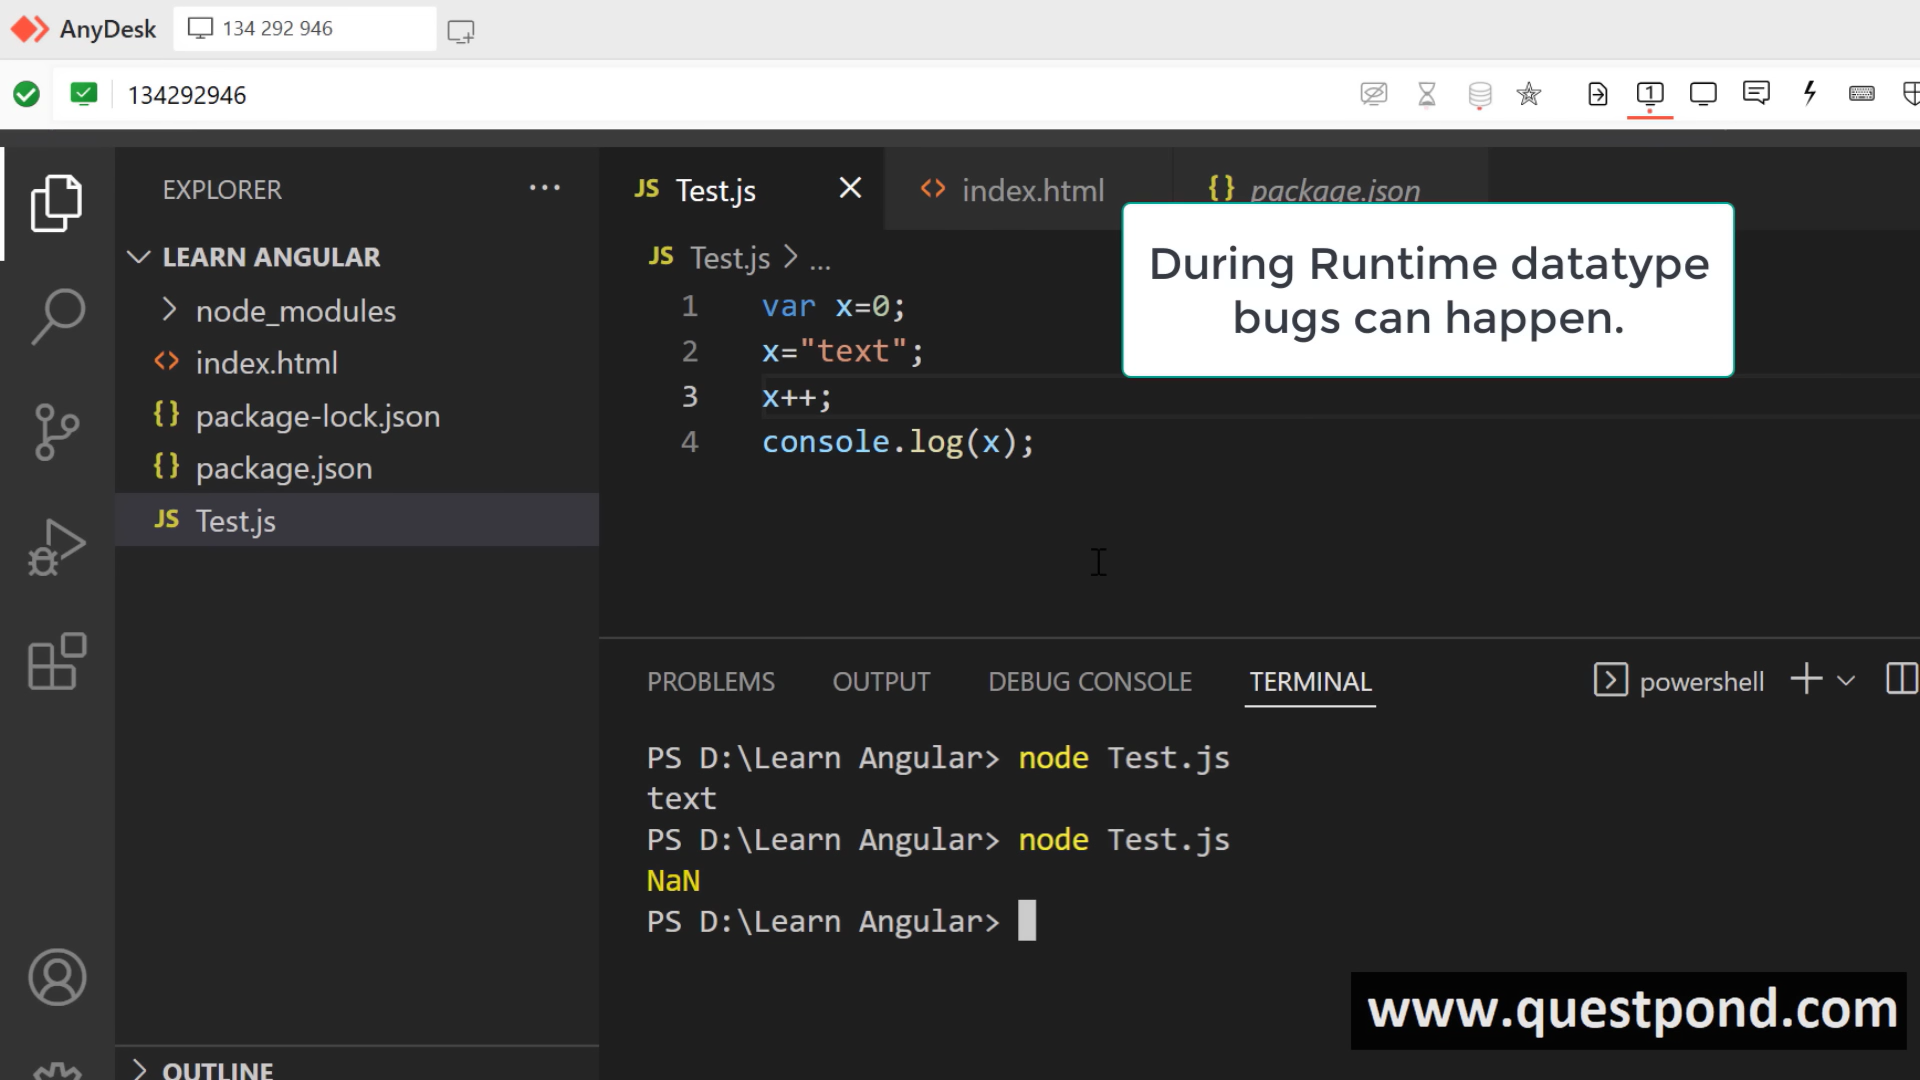 AnyDesk
134 292 946
134292946
1
EXPLORER
...
LEARN ANGULAR
node_modules
index.html
package-lock.json
package.json
JS Test.js
OUTLINE
JS Test.js
index.html
package.json
JS Test.js > ...
During Runtime datatype
bugs can happen.
1 var x=0;
2 x="text";
3 x++;
4 console.log(x);
PROBLEMS
OUTPUT
DEBUG CONSOLE
TERMINAL
powershell
PS D:\Learn Angular> node Test.js
text
PS D:\Learn Angular> node Test.js
NaN
PS D:\Learn Angular>
www.questpond.com